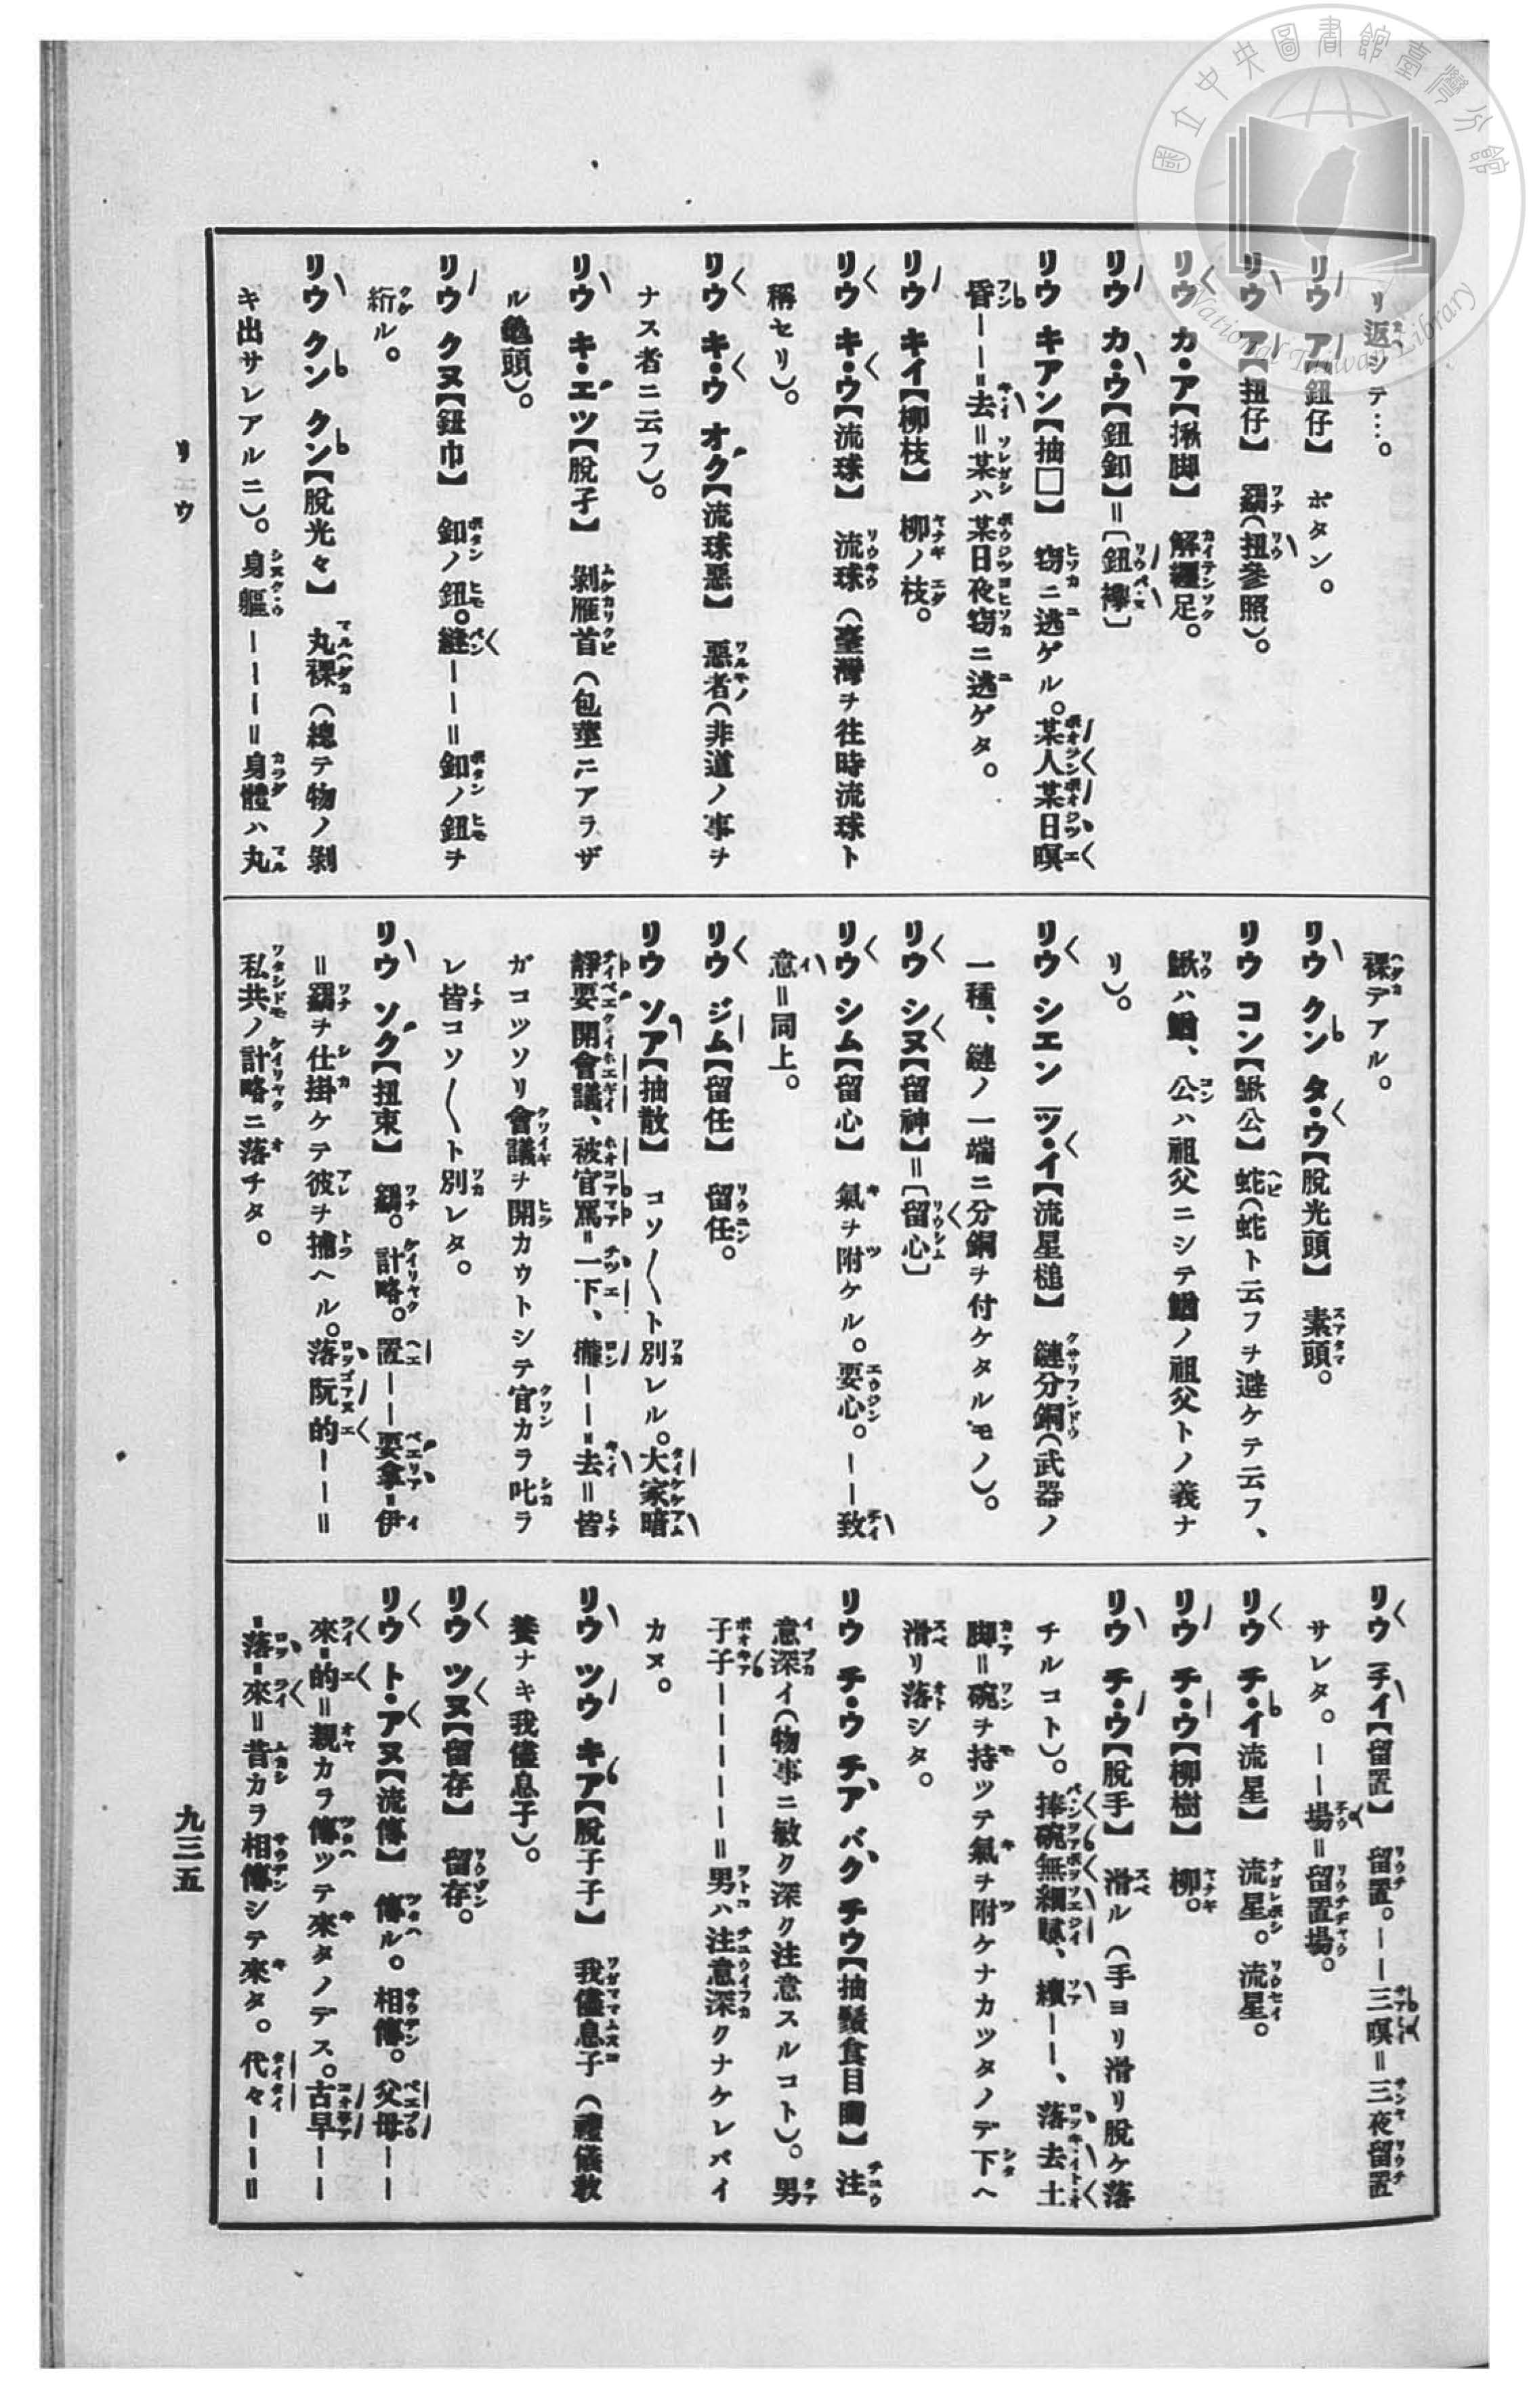 國立中央圖書館臺灣分館
National Taiwan Library
リ返シテ…。
リウ ア【鈕仔】 ボタン。
リウ ア【扭仔】 羂(扭參照)。
リウ カ・ア【揪脚】 解纏足。
リウ カ・ウ【鈕釦】=〔鈕襻〕
リウ キアン【抽□】 窃ニ逃ゲル。某人某日暝
昏ーー=去=某ハ某日夜窃ニ逃ゲタ。
リウ キイ【柳枝】 柳ノ枝。
リウ キ・ウ【流球】 流球(臺灣ヲ往時流球ト
稱セリ)。
リウ キ・ウ オク【流球惡】 惡者(非道ノ事ヲ
ナス者ニ云フ)。
リウ キ・エツ【脫孑】 剝雁首(包莖ニアラザ
ル龜頭)。
リウ クヌ【鈕巾】 釦ノ鈕。縫ーー=釦ノ鈕ヲ
絎ル。
リウ クン クン【脫光々】 丸裸(總テ物ノ剝
キ出サレアルニ)。身軀ーーー=身體ハ丸
裸デアル。
リウ クン タ・ウ【脫光頭】 素頭。
リウ コン【鰍公】 蛇(蛇ト云フヲ避ケテ云フ、
鰍ハ鰌、公ハ祖父ニシテ鰌ノ祖父トノ義ナ
リ)。
リウ シエン ツ・イ【流星槌】 鏈分銅(武器ノ
一種、鏈ノ一端ニ分銅ヲ付ケタルモノ)。
リウ シヌ【留神】=〔留心〕
リウ シム【留心】 氣ヲ附ケル。要心。ーー致
意=同上。
リウ ジム【留任】 留任。
リウ ソア【抽散】 コソ〱ト別レル。大家暗
靜要開會議、被官罵=一下、攏ーー=去=皆
ガコツソリ會議ヲ開カウトシテ官カラ叱ラ
レ皆コソ〱ト別レタ。
リウ ソク【扭束】 羂。計略。置ーー要拿=伊
=羂ヲ仕掛ケテ彼ヲ捕ヘル。落阮的ーー=
私共ノ計略ニ落チタ。
リウ チイ【留置】 留置。ーー三暝=三夜留置
サレタ。ーー場=留置場。
リウ チ・イ【流星】 流星。流星。
リウ チ・ウ【柳樹】 柳。
リウ チ・ウ【脫手】 滑ル(手ヨリ滑リ脫ケ落
チルコト)。捧碗無細膩、續ーー、落去土
脚=碗ヲ持ツテ氣ヲ附ケナカツタノデ下ヘ
滑リ落シタ。
リウ チ・ウ チア バク チウ【抽鬚食目睭】 注
意深イ(物事ニ敏ク深ク注意スルコト)。男
子子ーーーーー=男ハ注意深クナケレバイ
カヌ。
リウ ツウ キア【脫子子】 我儘息子(禮儀敎
養ナキ我儘息子)。
リウ ツヌ【留存】 留存。
リウ ト・アヌ【流傳】 傳ル。相傳。父母ーー
來=的=親カラ傳ツテ來タノデス。古早ーー
=落=來=昔カラ相傳シテ來タ。代々ーー=
リ ウ
九三五